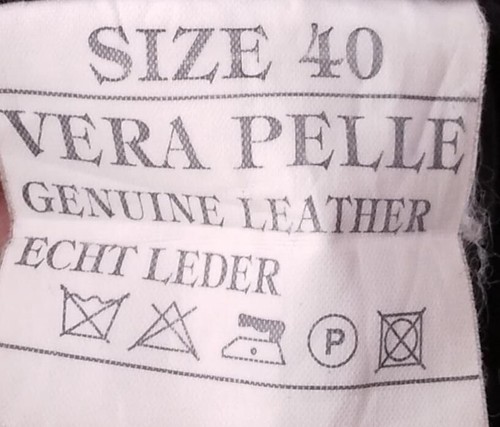 SIZE 40
VERA PELLE
GENUINE LEATHER
ECHT LEDER
P